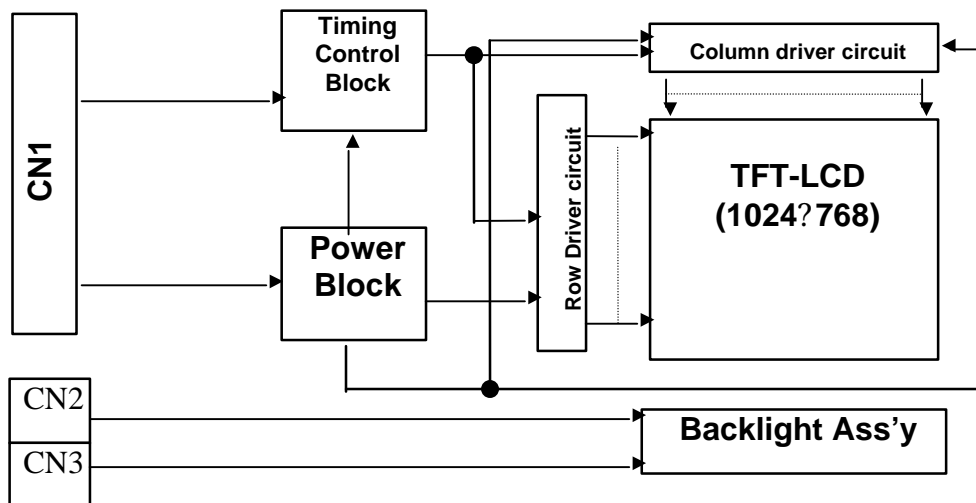 CN1
Timing
Control
Block
Power
Block
Row Driver circuit
Column driver circuit
TFT-LCD
(1024?768)
CN2
CN3
Backlight Ass’y